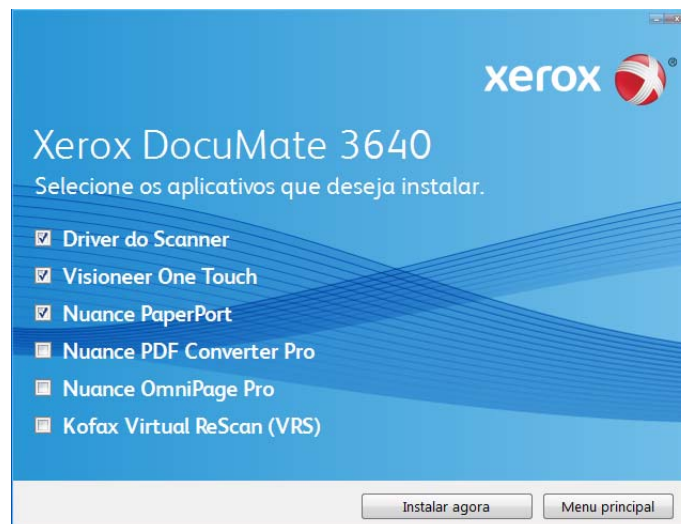 xerox
Xerox DocuMate 3640
Selecione os aplicativos que deseja instalar.
Driver do Scanner
Visioneer One Touch
Nuance PaperPort
Nuance PDF Converter Pro
Nuance OmniPage Pro
Kofax Virtual ReScan (VRS)
Instalar agora
Menu principal